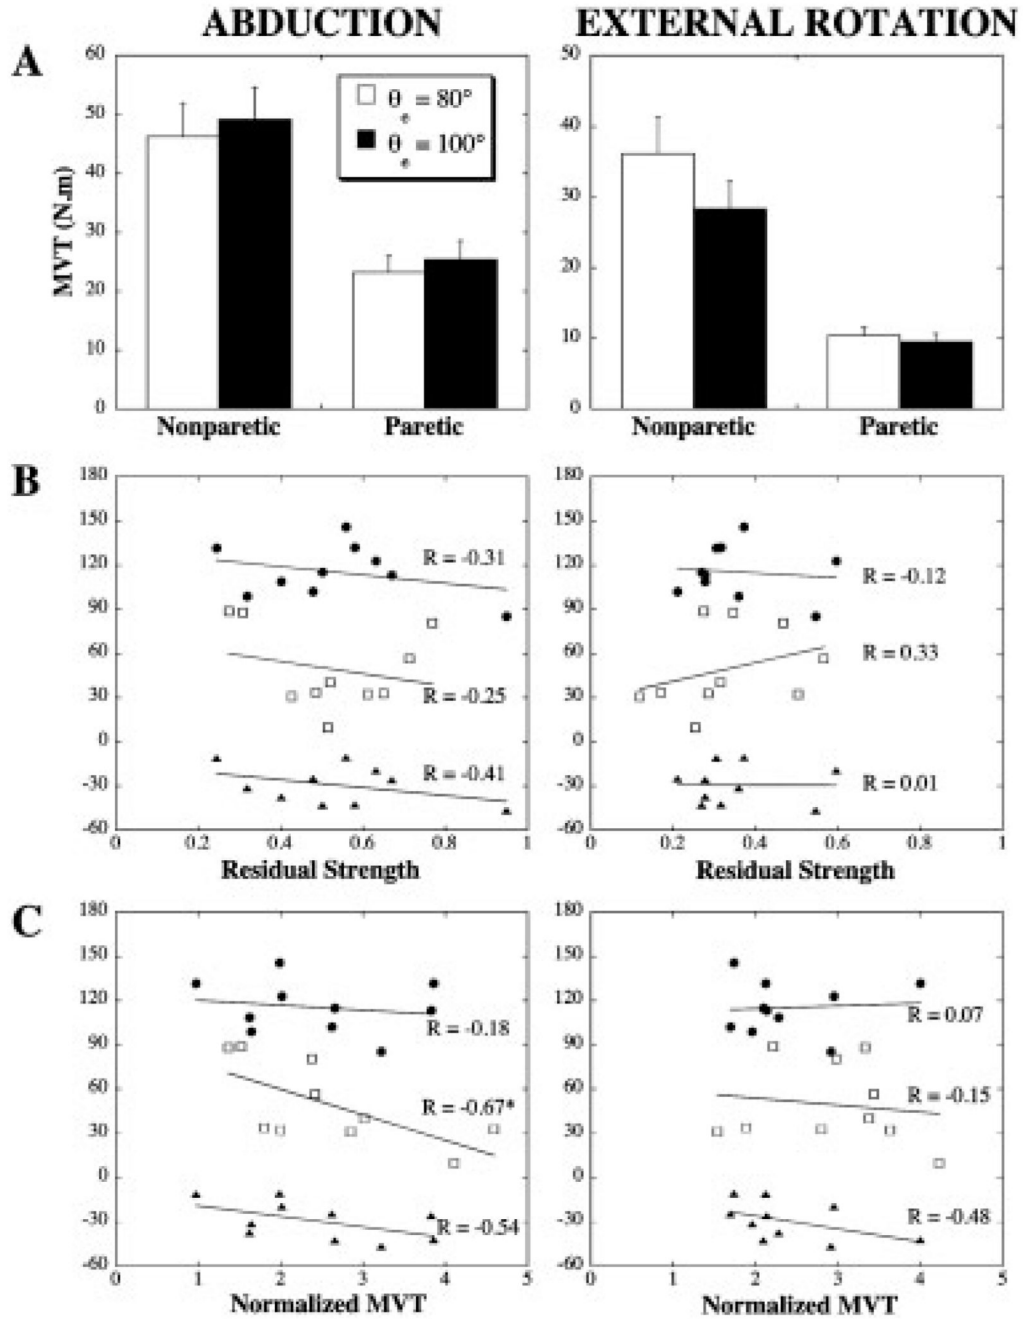 ABDUCTION EXTERNAL ROTATION
A
60 50 40 30 20 10 0
MVT (N.m)
θe = 80°
θe = 100°
Nonparetic Paretic
50 40 30 20 10 0
Nonparetic Paretic
B
180 150 120 90 60 30 0 -30 -60
R = -0.31
R = -0.25
R = -0.41
0 0.2 0.4 0.6 0.8 1
Residual Strength
180 150 120 90 60 30 0 -30 -60
R = -0.12
R = 0.33
R = 0.01
0 0.2 0.4 0.6 0.8 1
Residual Strength
C
180 150 120 90 60 30 0 -30 -60
R = -0.18
R = -0.67*
R = -0.54
0 1 2 3 4 5
Normalized MVT
180 150 120 90 60 30 0 -30 -60
R = 0.07
R = -0.15
R = -0.48
0 1 2 3 4 5
Normalized MVT